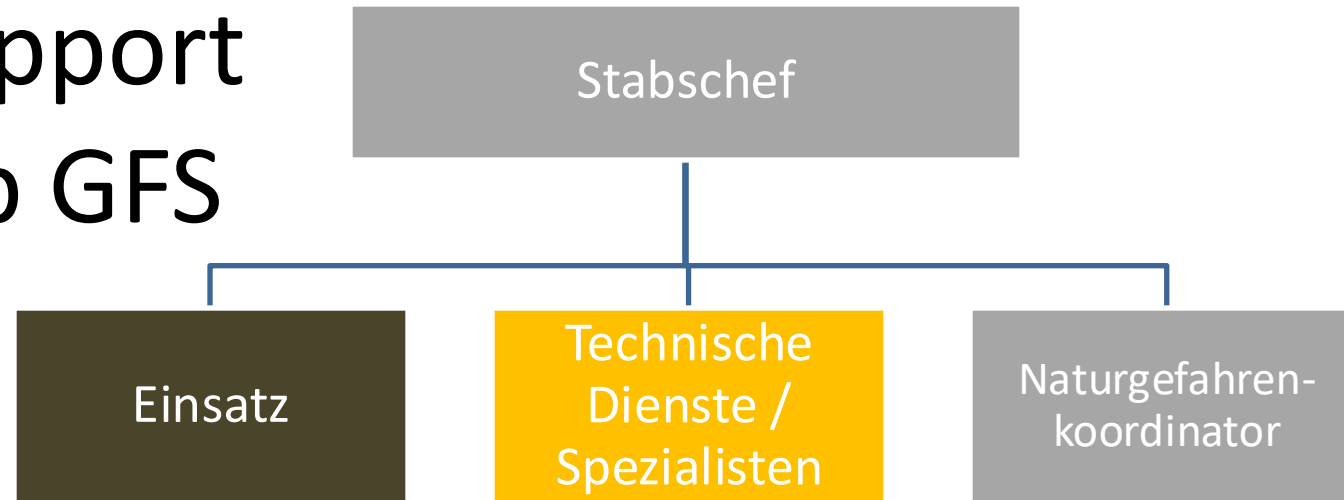 pport
GFS
Stabschef
Einsatz
Technische
Dienste /
Spezialisten
Naturgefahren-
koordinator